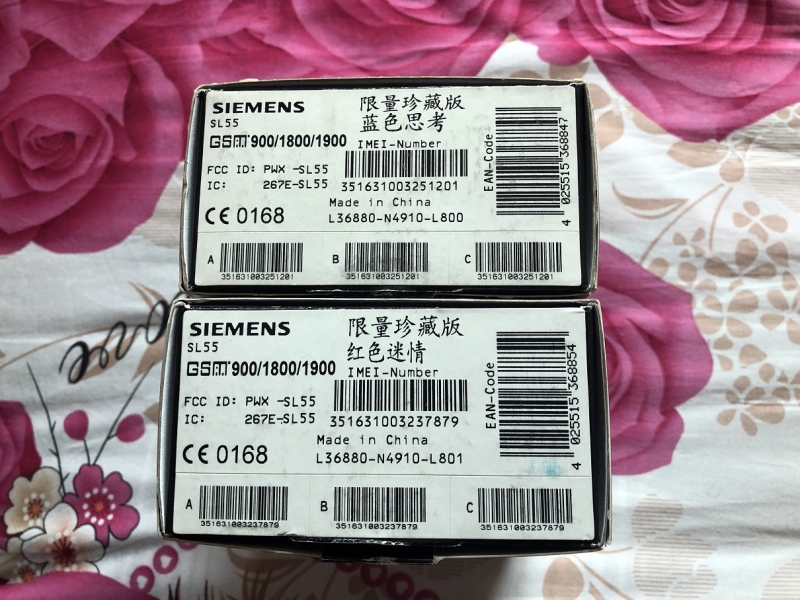 SIEMENS
SL55
GSM 900/1800/1900
FCC ID: PWX -SL55
IC: 267E-SL55
CE 0168
限量珍藏版
蓝色思考
IMEI-Number
351631003251201
Made in China
L36880-N4910-L800
EAN-Code
4 025515 368847
A
351631003251201
B
351631003251201
C
351631003251201
SIEMENS
SL55
GSM 900/1800/1900
FCC ID: PWX -SL55
IC: 267E-SL55
CE 0168
限量珍藏版
红色迷情
IMEI-Number
351631003237879
Made in China
L36880-N4910-L801
EAN-Code
4 025515 368854
A
351631003237879
B
351631003237879
C
351631003237879